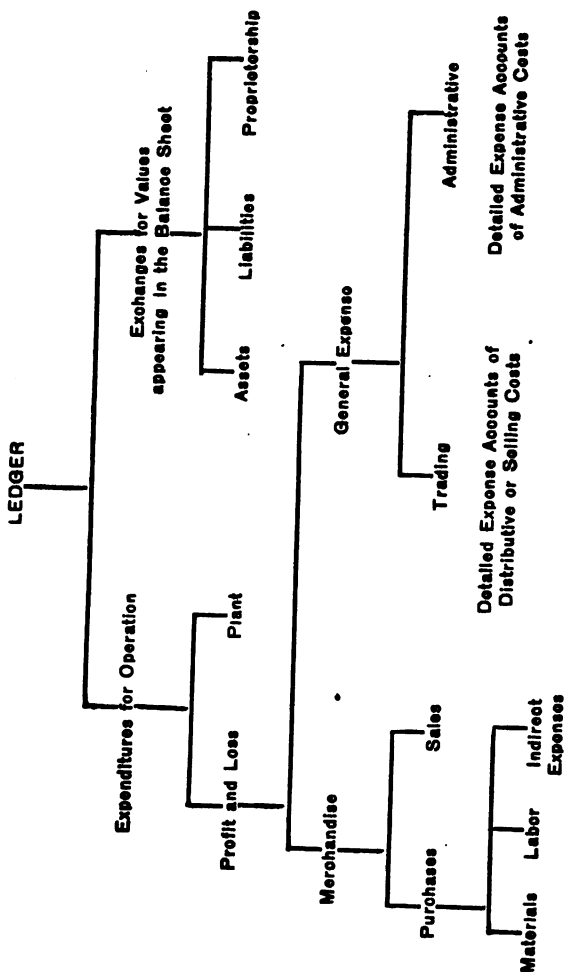 LEDGER
Expenditures for Operation
Exchanges for Values
appearing in the Balance Sheet
Profit and Loss
Plant
Assets
Liabilities
Proprietorship
Merchandise
General Expense
Purchases
Sales
Trading
Administrative
Materials
Labor
Indirect
Expenses
Detailed Expense Accounts of
Distributive or Selling Costs
Detailed Expense Accounts
of Administrative Costs